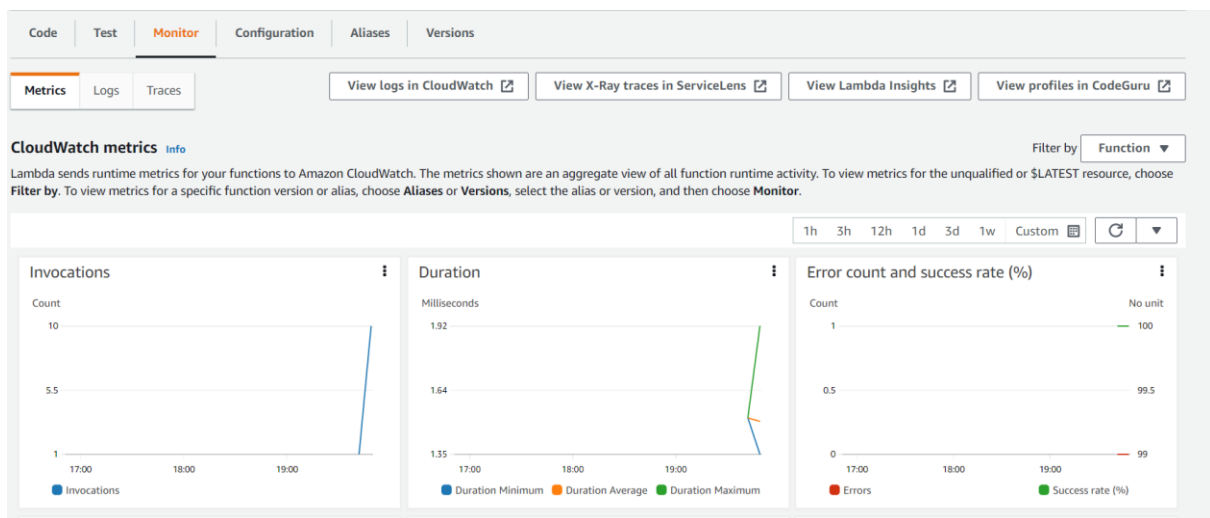 Code Test Monitor Configuration Aliases Versions
Metrics Logs Traces View logs in CloudWatch View X-Ray traces in ServiceLens View Lambda Insights View profiles in CodeGuru
CloudWatch metrics Info Filter by Function
Lambda sends runtime metrics for your functions to Amazon CloudWatch. The metrics shown are an aggregate view of all function runtime activity. To view metrics for the unqualified or $LATEST resource, choose
Filter by. To view metrics for a specific function version or alias, choose Aliases or Versions, select the alias or version, and then choose Monitor.
1h 3h 12h 1d 3d 1w Custom
Invocations
Count
10
5.5
1
17:00 18:00 19:00
Invocations
Duration
Milliseconds
1.92
1.64
1.35
17:00 18:00 19:00
Duration Minimum Duration Average Duration Maximum
Error count and success rate (%)
Count No unit
1 100
0.5 99.5
0 99
17:00 18:00 19:00
Errors Success rate (%)